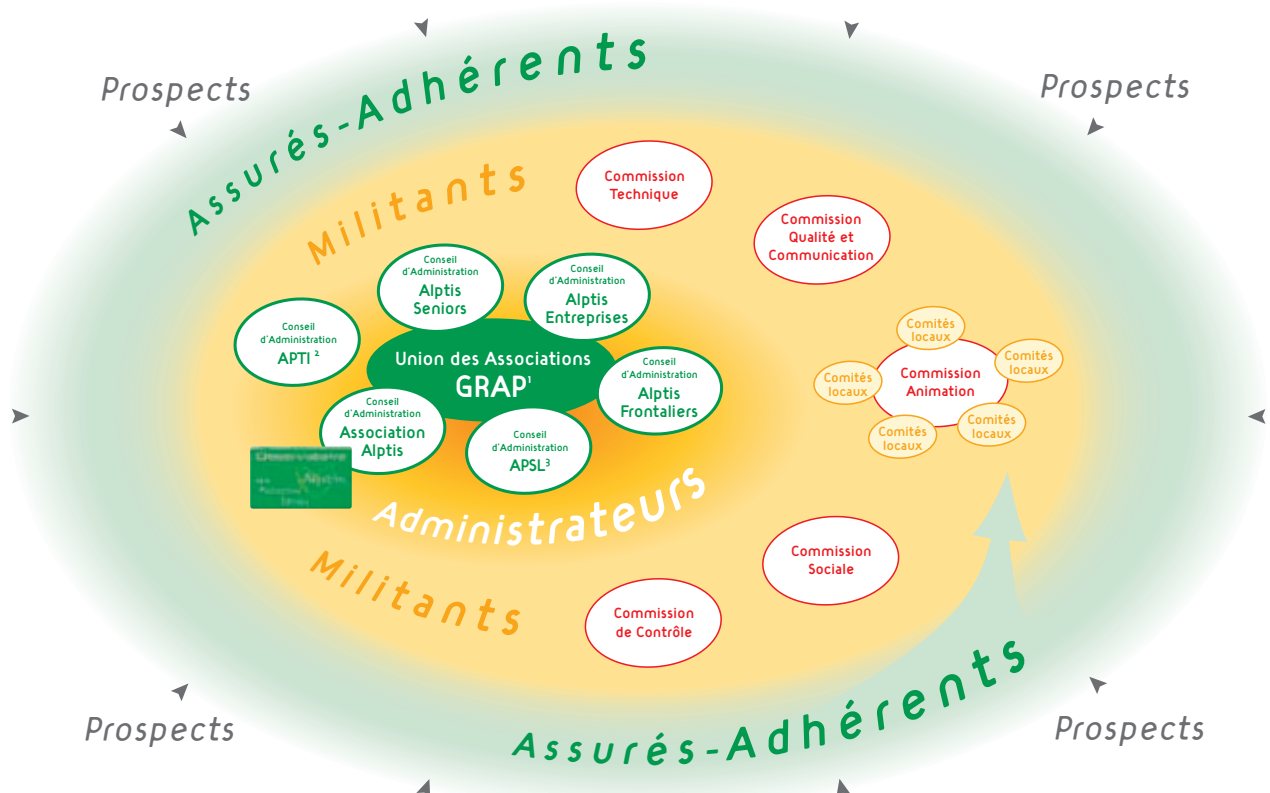 Prospects
Prospects
Assurés-Adhérents
Militants
Commission
Technique
Commission
Qualité et
Communication
Conseil
d'Administration
Alptis
Seniors
Conseil
d'Administration
Alptis
Entreprises
Conseil
d'Administration
APTI ²
Union des Associations
GRAP¹
Conseil
d'Administration
Alptis
Frontaliers
Conseil
d'Administration
Association
Alptis
Conseil
d'Administration
APSL³
Comités
locaux
Comités
locaux
Comités
locaux
Commission
Animation
Comités
locaux
Comités
locaux
Administrateurs
Militants
Commission
Sociale
Commission
de Contrôle
Assurés-Adhérents
Prospects
Prospects